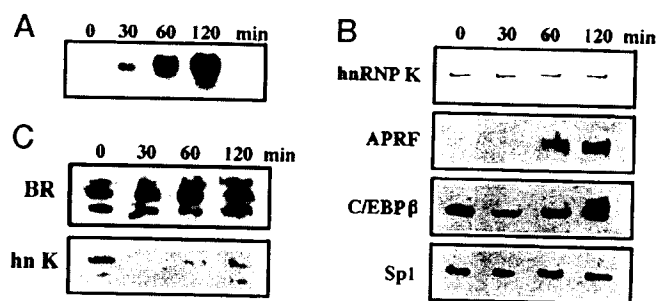 A
0 30 60 120 min
B
0 30 60 120 min
hnRNP K
APRF
C/EBPβ
Sp1
C
0 30 60 120 min
BR
hn K